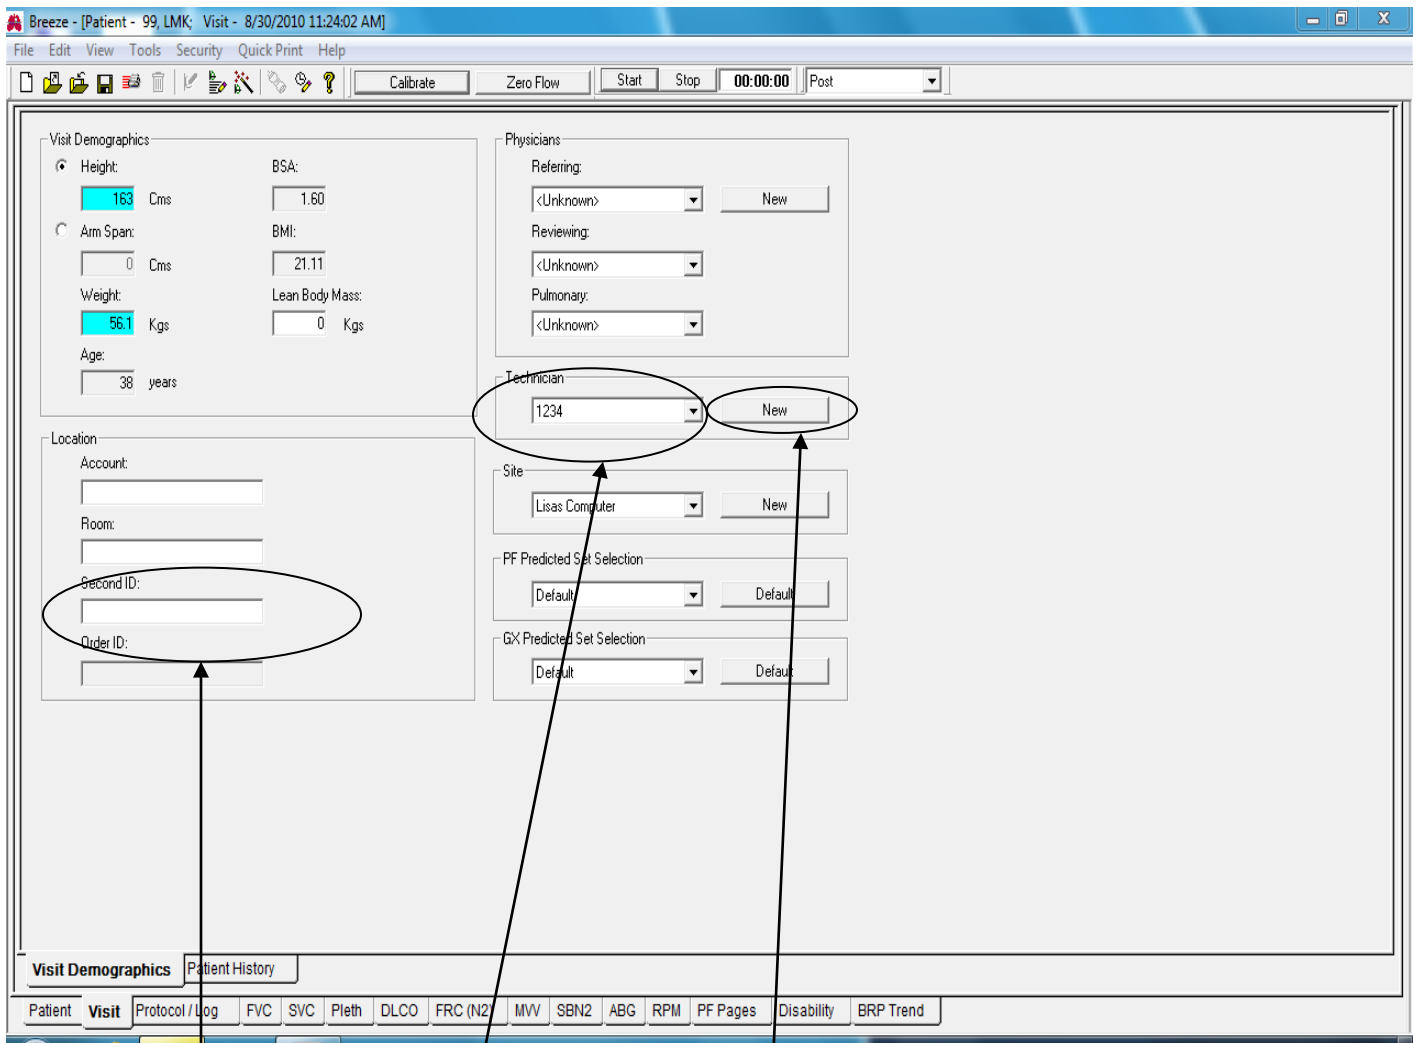 Breeze - [Patient - 99, LMK; Visit - 8/30/2010 11:24:02 AM]
File Edit View Tools Security Quick Print Help
Calibrate Zero Flow Start Stop 00:00:00 Post
Visit Demographics
Height: BSA:
163 Cms 1.60
Arm Span: BMI:
0 Cms 21.11
Weight: Lean Body Mass:
56.1 Kgs 0 Kgs
Age:
38 years
Location
Account:
Room:
Second ID:
Order ID:
Physicians
Referring:
<Unknown> New
Reviewing:
<Unknown>
Pulmonary:
<Unknown>
Technician
1234 New
Site
Lisas Computer New
PF Predicted Set Selection
Default Default
GX Predicted Set Selection
Default Default
Visit Demographics Patient History
Patient Visit Protocol / Log FVC SVC Pleth DLCO FRC (N2) MVV SBN2 ABG RPM PF Pages Disability BRP Trend